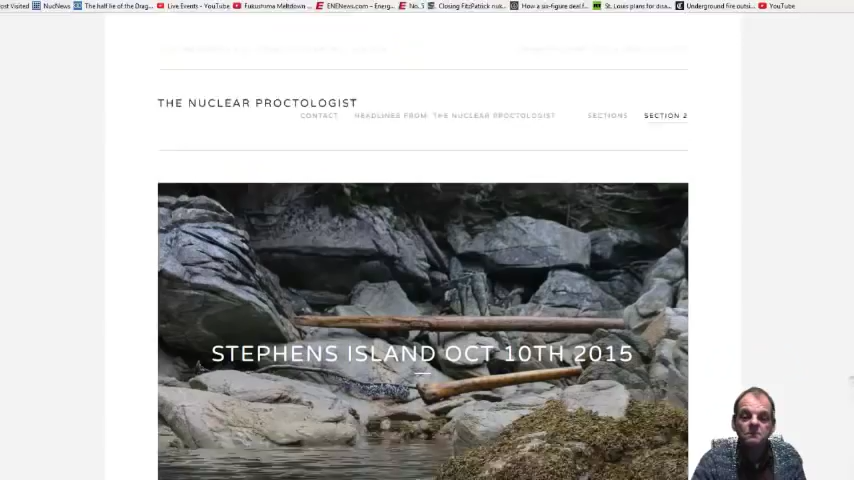 ost Visited NucNews The half lie of the Drag... Live Events - YouTube Fukushima Meltdown ... ENENews.com – Energ... No. 5 Closing FitzPatrick nuk... How a six-figure deal f... St. Louis plans for disa... Underground fire outsi... YouTube
THE NUCLEAR PROCTOLOGIST
CONTACT HEADLINES FROM THE NUCLEAR PROCTOLOGIST SECTIONS SECTION 2
STEPHENS ISLAND OCT 10TH 2015